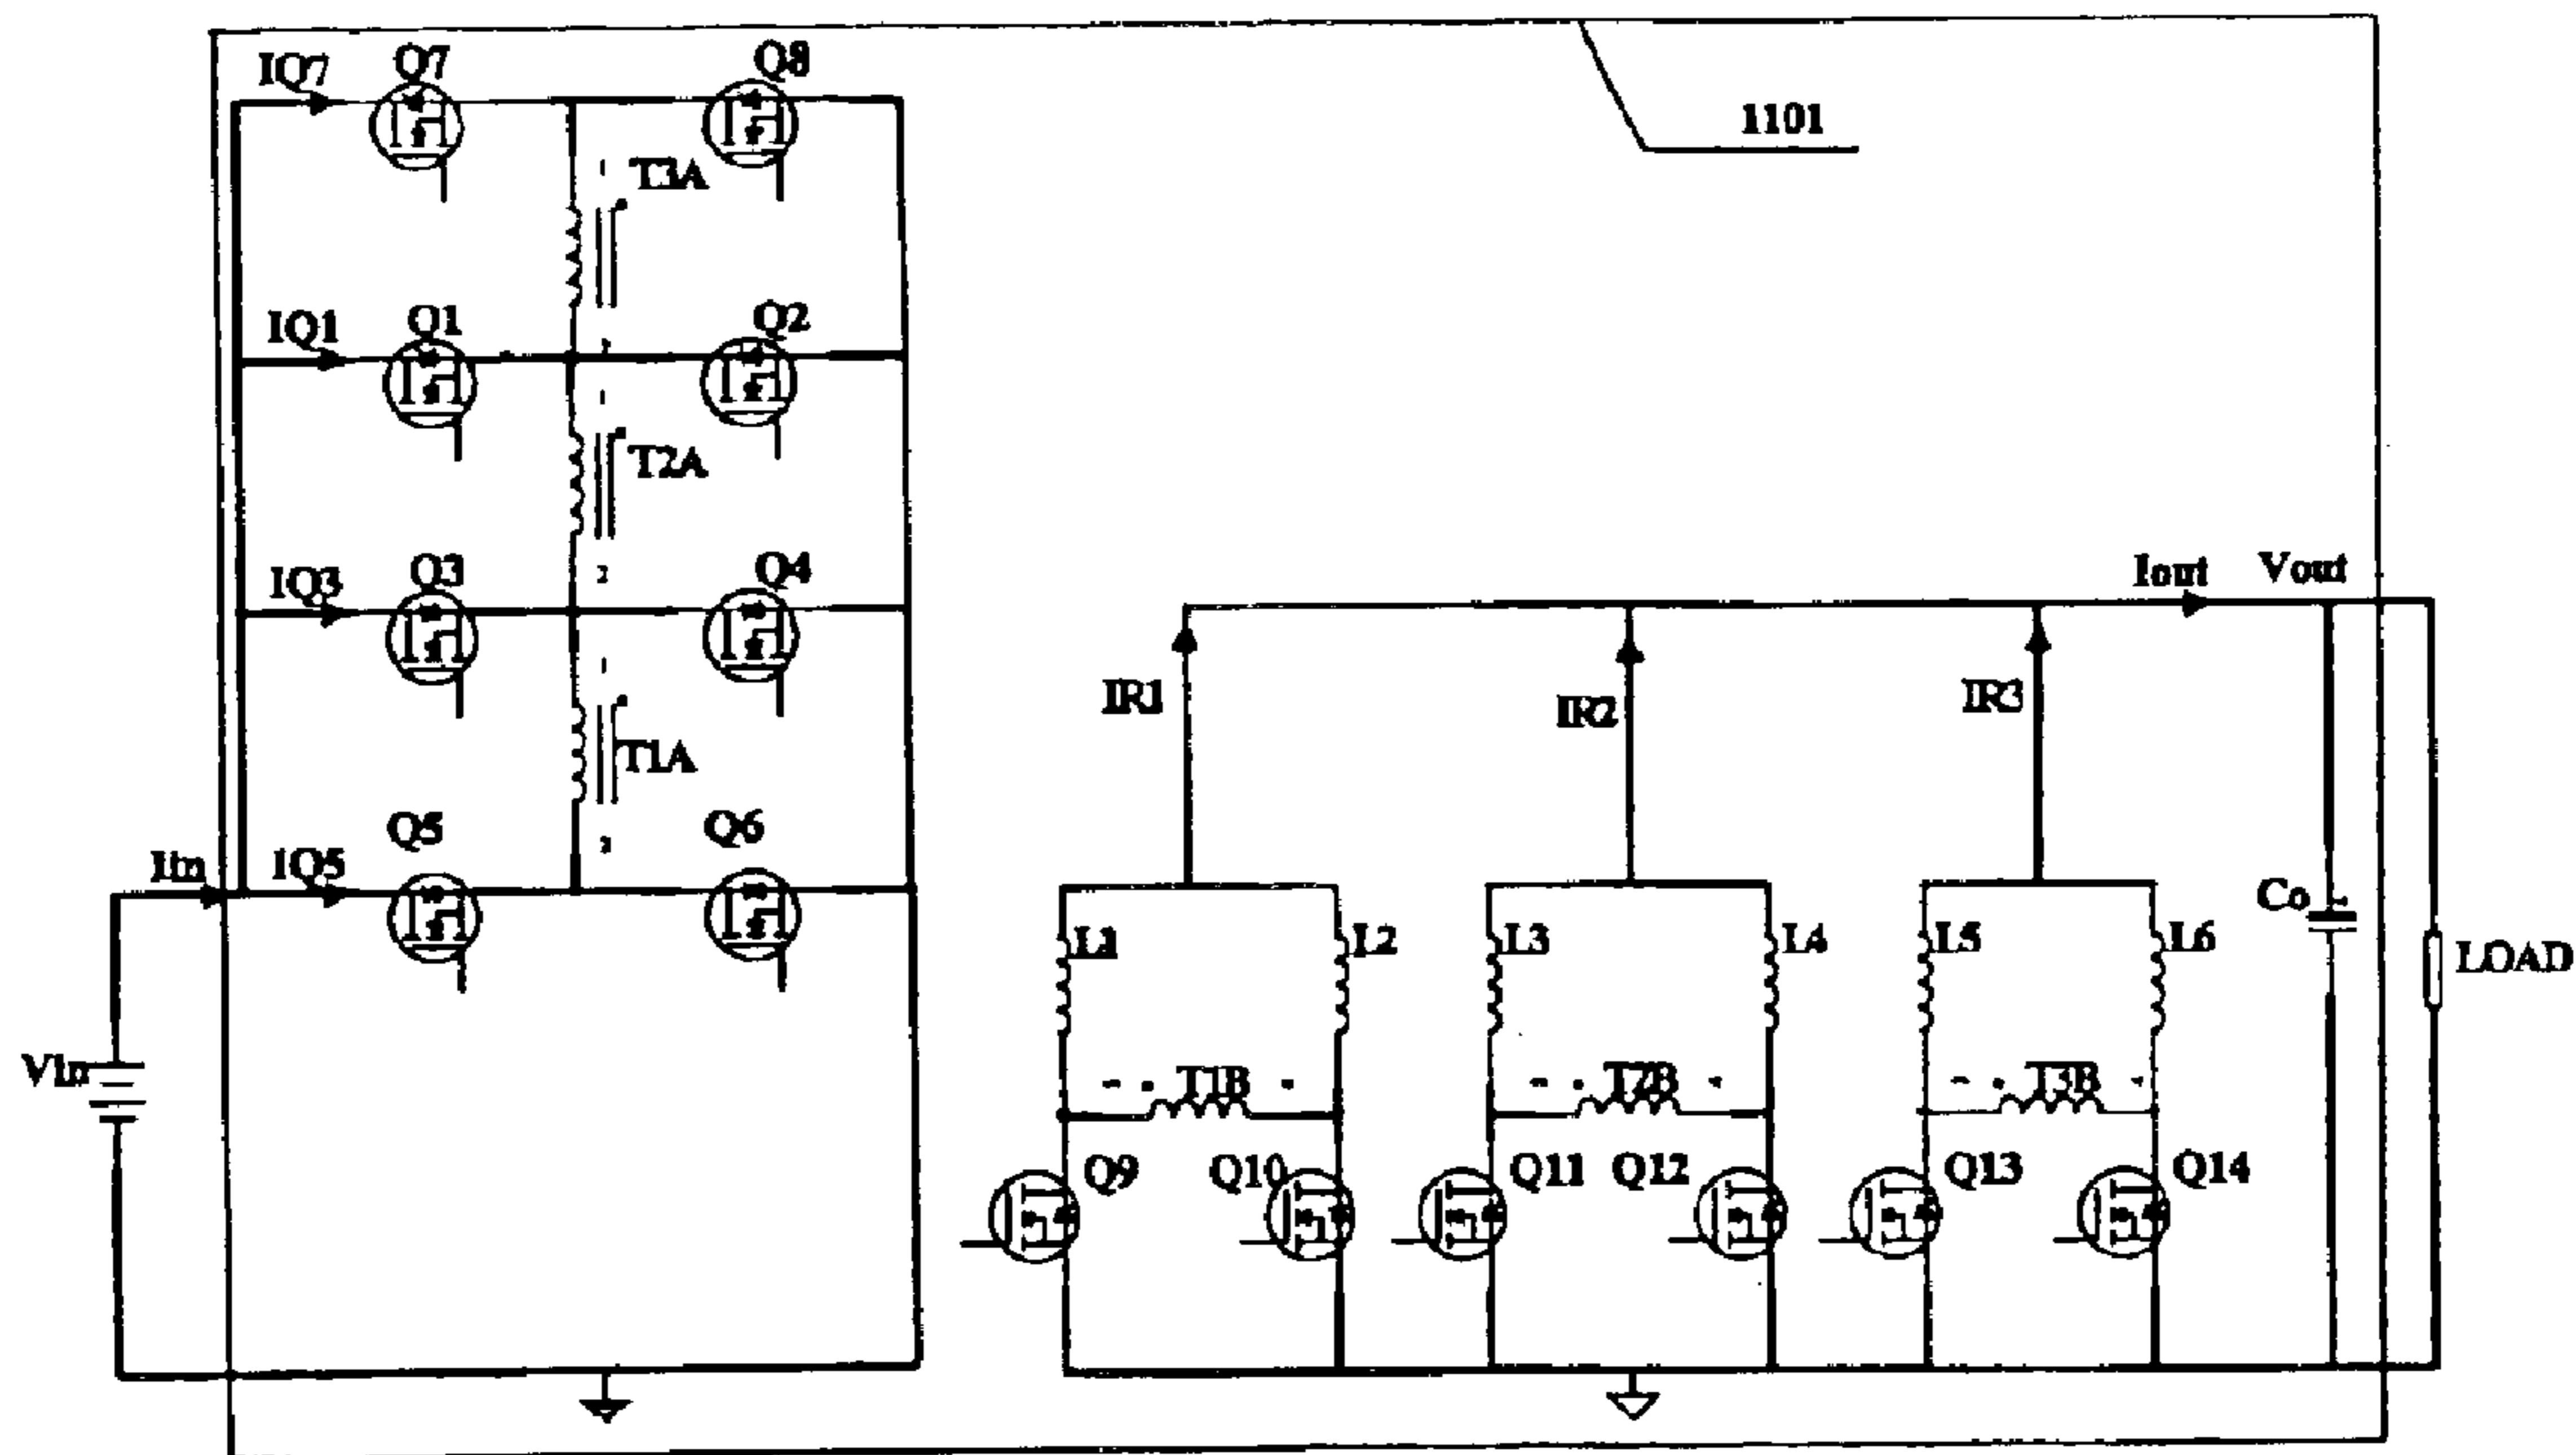 IQ7 Q7 Q8
1101
T3A
IQ1 Q1 Q2
T2A
IQ3 Q3 Q4
T1A
Q5 Q6
Iin IQ5
Iout Vout
IR1 IR2 IR3
Co
L1 L2 L3 L4 L5 L6
LOAD
Vin
T1B T2B T3B
Q9 Q10 Q11 Q12 Q13 Q14